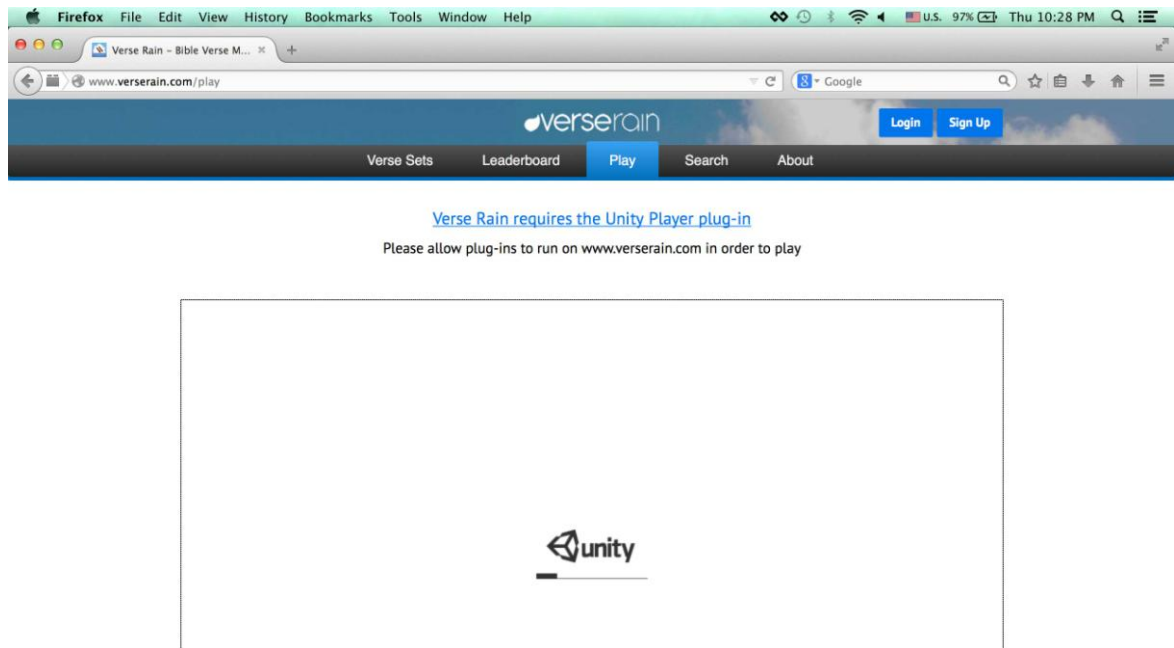 Firefox File Edit View History Bookmarks Tools Window Help U.S. 97% Thu 10:28 PM
Verse Rain – Bible Verse M...
www.verserain.com/play Google
verserain
Login Sign Up
Verse Sets Leaderboard Play Search About
Verse Rain requires the Unity Player plug-in
Please allow plug-ins to run on www.verserain.com in order to play
unity